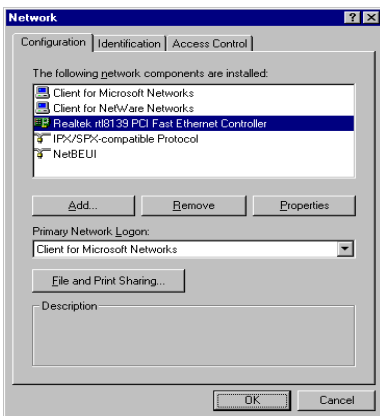 Network
Configuration Identification Access Control
The following network components are installed:
Client for Microsoft Networks
Client for NetWare Networks
Realtek rtl8139 PCI Fast Ethernet Controller
IPX/SPX-compatible Protocol
NetBEUI
Add... Remove Properties
Primary Network Logon:
Client for Microsoft Networks
File and Print Sharing...
Description
OK Cancel